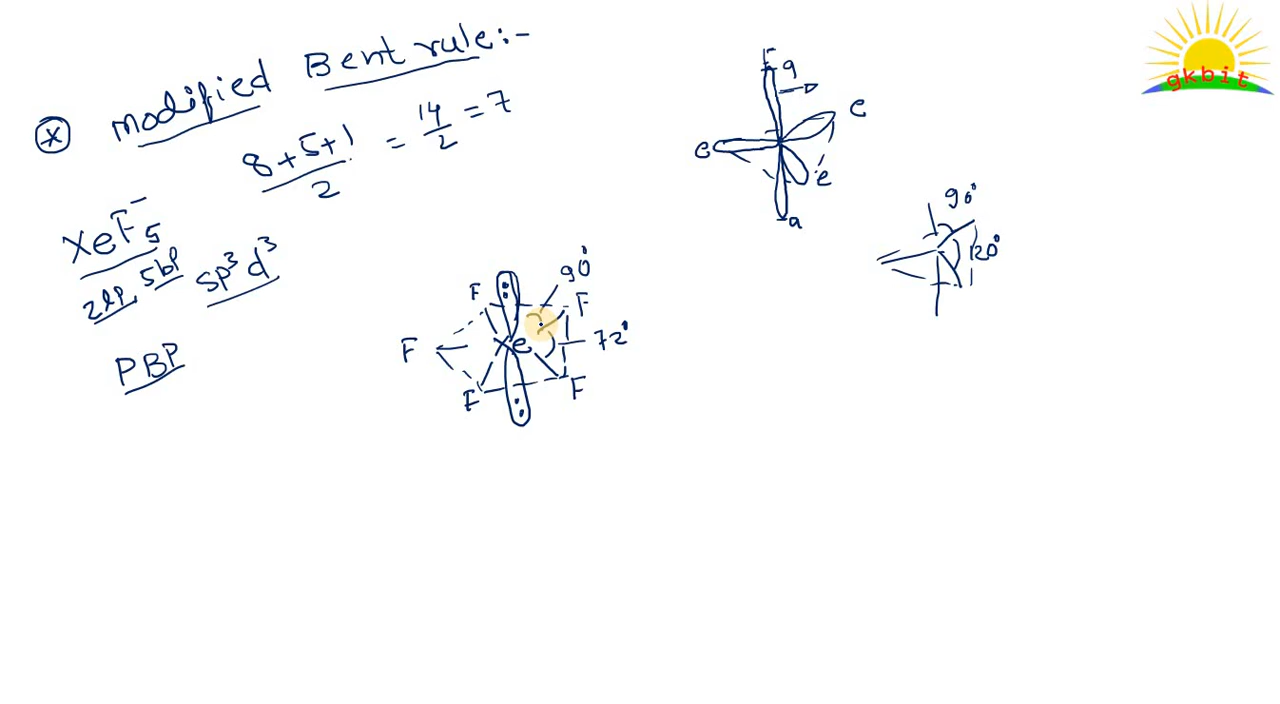 ⓧ modified Bent rule:-
8+5+1/2 = 14/2 = 7
XeF5⁻
2lp 5bp sp³d³
PBP
F F
90°
F Xe 72°
F F
F a
e e
e
a
90°
120°
gkbit